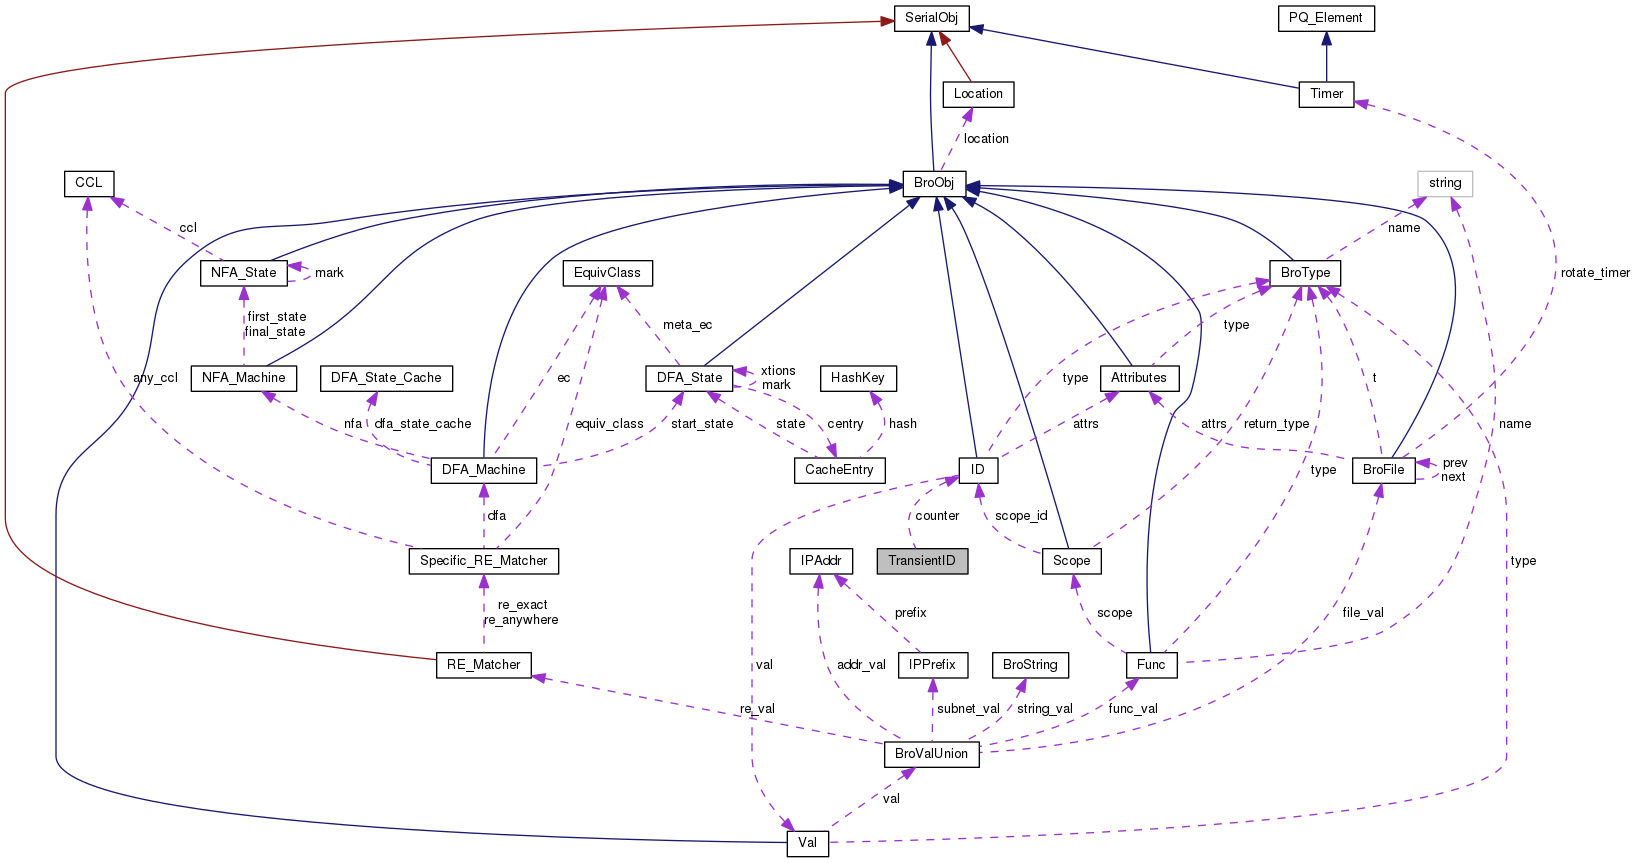 SerialObj
PQ_Element
Location
Timer
location
CCL
BroObj
string
ccl
name
NFA_State
mark
EquivClass
BroType
rotate_timer
first_state
final_state
meta_ec
type
NFA_Machine
any_ccl
DFA_State_Cache
ec
DFA_State
xtions
mark
HashKey
type
Attributes
t
nfa
dfa_state_cache
equiv_class
start_state
state
centry
hash
attrs
attrs
return_type
name
DFA_Machine
CacheEntry
ID
type
BroFile
prev
next
dfa
counter
scope_id
Specific_RE_Matcher
IPAddr
TransientID
Scope
type
re_exact
re_anywhere
prefix
scope
file_val
RE_Matcher
val
addr_val
IPPrefix
BroString
Func
re_val
subnet_val
string_val
func_val
BroValUnion
val
Val